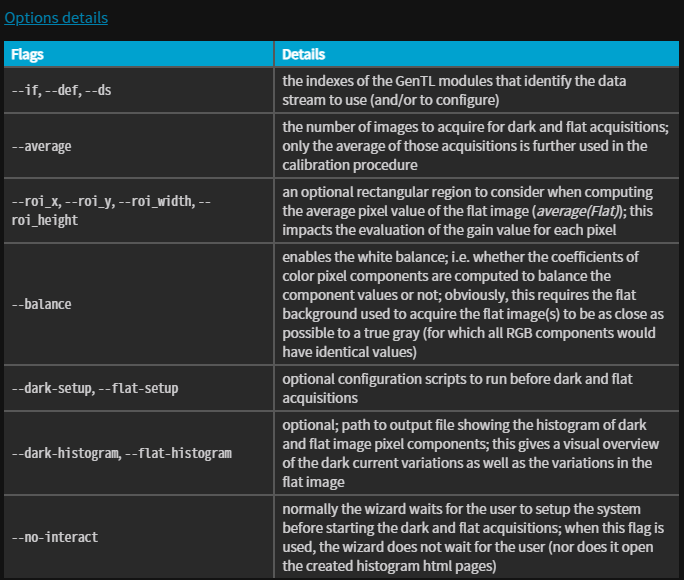 Options details
Flags
Details
--if, --def, --ds
the indexes of the GenTL modules that identify the data
stream to use (and/or to configure)
--average
the number of images to acquire for dark and flat acquisitions;
only the average of those acquisitions is further used in the
calibration procedure
--roi_x, --roi_y, --roi_width, --
roi_height
an optional rectangular region to consider when computing
the average pixel value of the flat image (average(Flat)); this
impacts the evaluation of the gain value for each pixel
--balance
enables the white balance; i.e. whether the coefficients of
color pixel components are computed to balance the
component values or not; obviously, this requires the flat
background used to acquire the flat image(s) to be as close as
possible to a true gray (for which all RGB components would
have identical values)
--dark-setup, --flat-setup
optional configuration scripts to run before dark and flat
acquisitions
--dark-histogram, --flat-histogram
optional; path to output file showing the histogram of dark
and flat image pixel components; this gives a visual overview
of the dark current variations as well as the variations in the
flat image
--no-interact
normally the wizard waits for the user to setup the system
before starting the dark and flat acquisitions; when this flag is
used, the wizard does not wait for the user (nor does it open
the created histogram html pages)